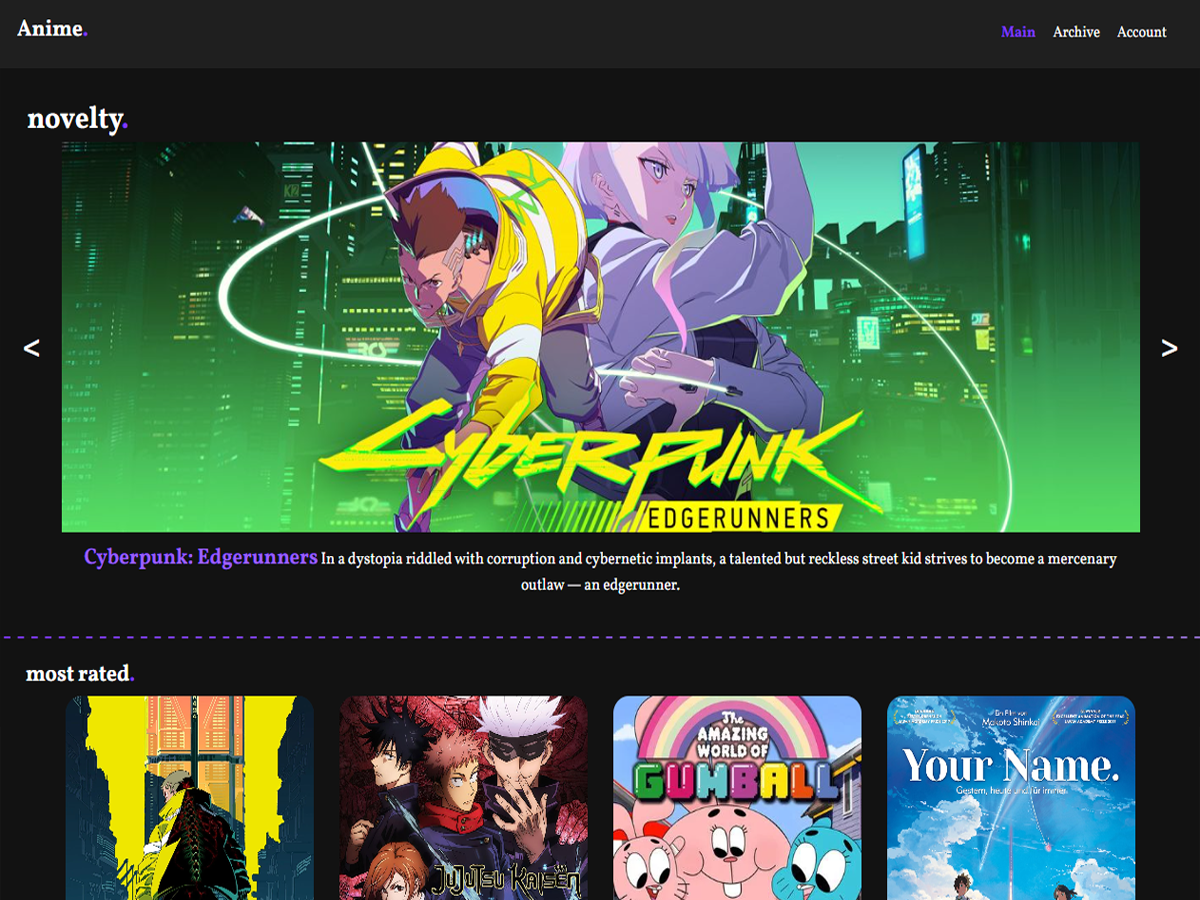 Anime.
Main Archive Account
novelty.
<
>
CYBERPUNK
EDGERUNNERS
Cyberpunk: Edgerunners In a dystopia riddled with corruption and cybernetic implants, a talented but reckless street kid strives to become a mercenary
outlaw — an edgerunner.
most rated.
JUJUTSU KAISEN
The
AMAZING
WORLD OF
GUMBALL
Ein Film von
Makoto Shinkai
Your Name.
Gestern, heute und für immer.